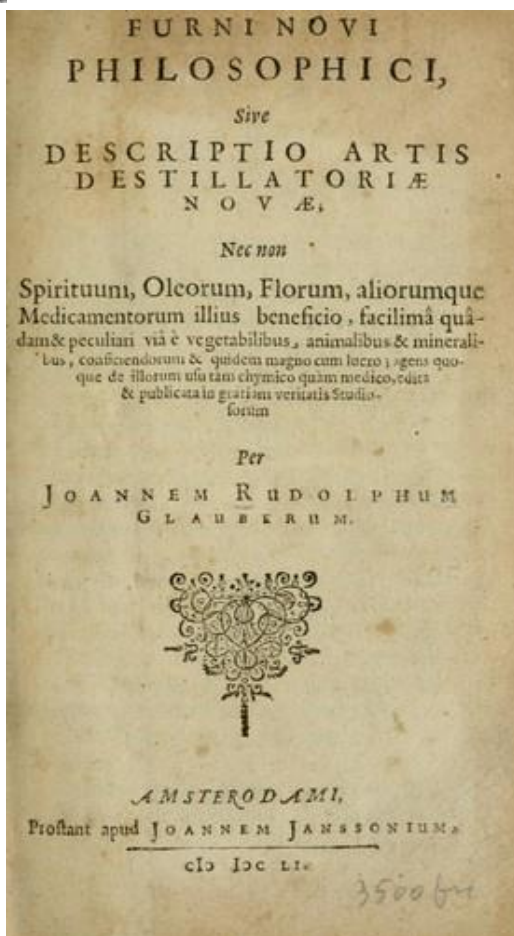 FURNI NOVI
PHILOSOPHICI,
Sive
DESCRIPTIO ARTIS
DESTILLATORIÆ
NOVÆ,
Nec non
Spirituum, Oleorum, Florum, aliorumque
Medicamentorum illius beneficio, facilimâ quâ-
dam & peculiari viâ è vegetabilibus, animalibus & minerali-
bus, conficiendorum & quidem magno cum lucro; agens quo-
que de illorum usu tam chymico quàm medico, edita
& publicata in gratiam veritatis Studio-
sorum
Per
JOANNEM RUDOLPHUM
GLAUBERUM.
AMSTERODAMI,
Prostant apud JOANNEM JANSSONIUM.
cIɔ Iɔc LI.
3500